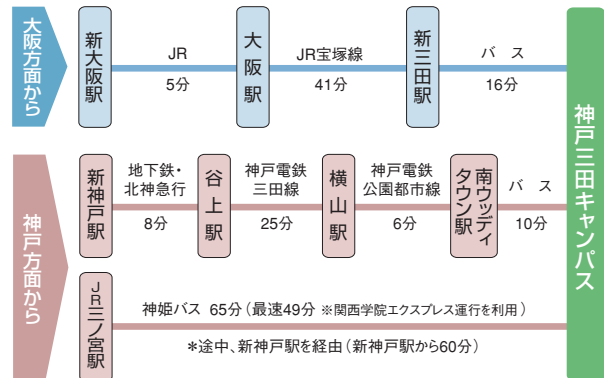 大阪方面から
新大阪駅
JR
5分
大阪駅
JR宝塚線
41分
新三田駅
バス
16分
神戸三田キャンパス
神戸方面から
新神戸駅
地下鉄・
北神急行
8分
谷上駅
神戸電鉄
三田線
25分
横山駅
神戸電鉄
公園都市線
6分
南ウッディ
タウン駅
バス
10分
JR三ノ宮駅
神姫バス 65分(最速49分 ※関西学院エクスプレス運行を利用)
*途中、新神戸駅を経由(新神戸駅から60分)